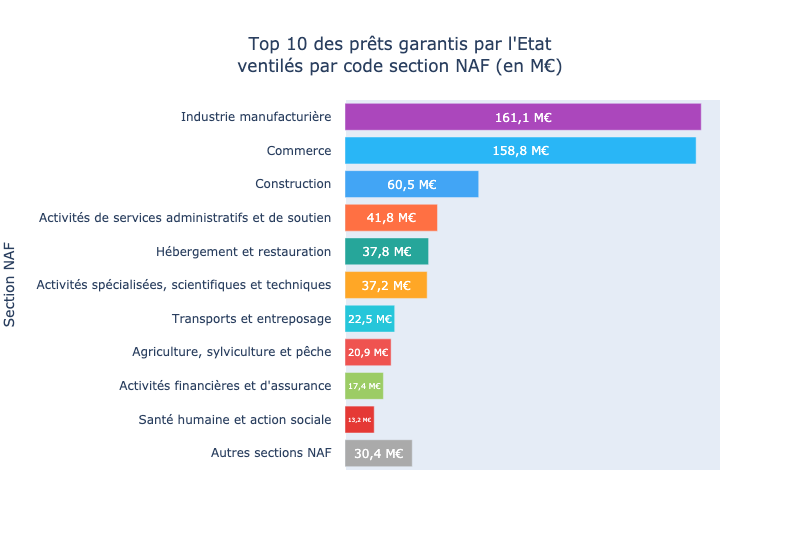 Top 10 des prêts garantis par l'Etat
ventilés par code section NAF (en M€)
Section NAF
Industrie manufacturière 161,1 M€
Commerce 158,8 M€
Construction 60,5 M€
Activités de services administratifs et de soutien 41,8 M€
Hébergement et restauration 37,8 M€
Activités spécialisées, scientifiques et techniques 37,2 M€
Transports et entreposage 22,5 M€
Agriculture, sylviculture et pêche 20,9 M€
Activités financières et d'assurance 17,4 M€
Santé humaine et action sociale 13,2 M€
Autres sections NAF 30,4 M€